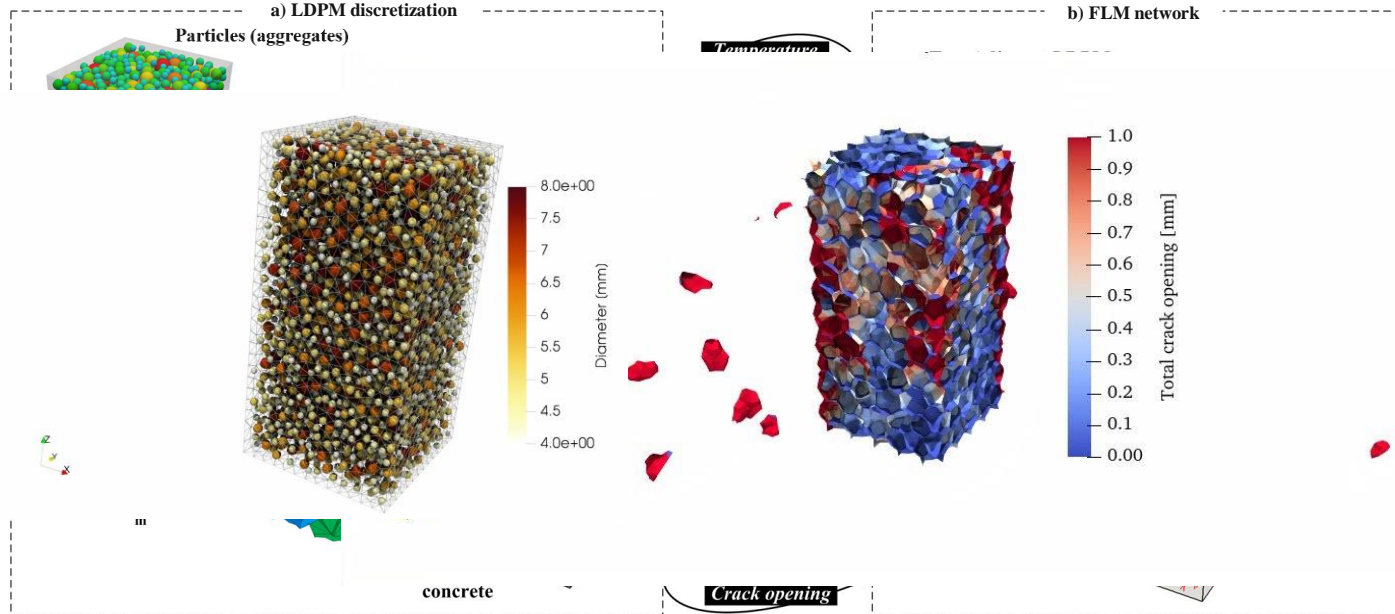 a) LDPM discretization
Particles (aggregates)
Temperature
b) FLM network
8.0e+00
7.5
7
6.5
6
5.5
5
4.5
4.0e+00
Diameter (mm)
Z
Y
X
1.0
0.9
0.8
0.7
0.6
0.5
0.4
0.3
0.2
0.1
0.00
Total crack opening [mm]
m
concrete
Crack opening